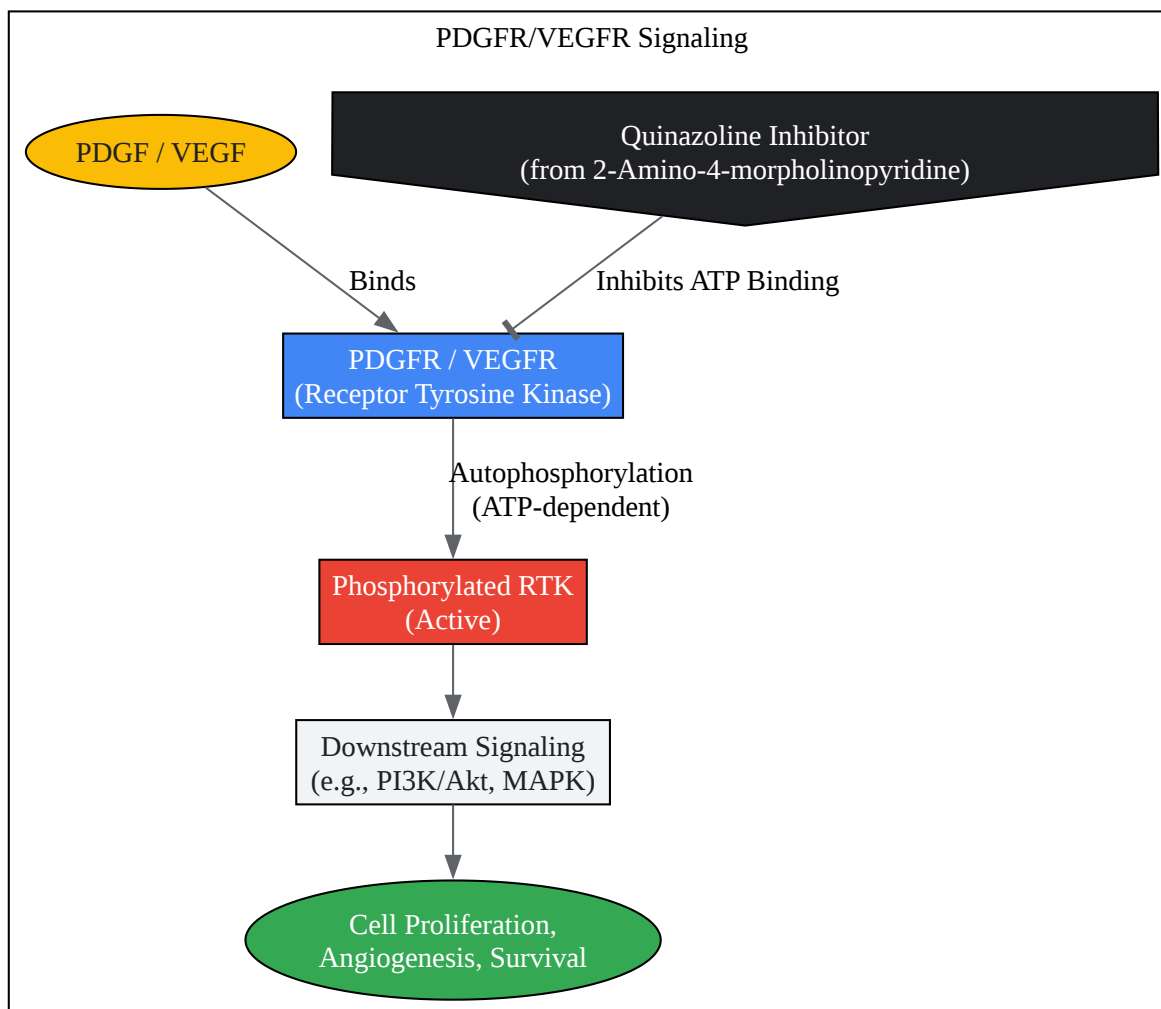 PDGFR/VEGFR Signaling
PDGF / VEGF
Quinazoline Inhibitor
(from 2-Amino-4-morpholinopyridine)
Binds
Inhibits ATP Binding
PDGFR / VEGFR
(Receptor Tyrosine Kinase)
Autophosphorylation
(ATP-dependent)
Phosphorylated RTK
(Active)
Downstream Signaling
(e.g., PI3K/Akt, MAPK)
Cell Proliferation,
Angiogenesis, Survival